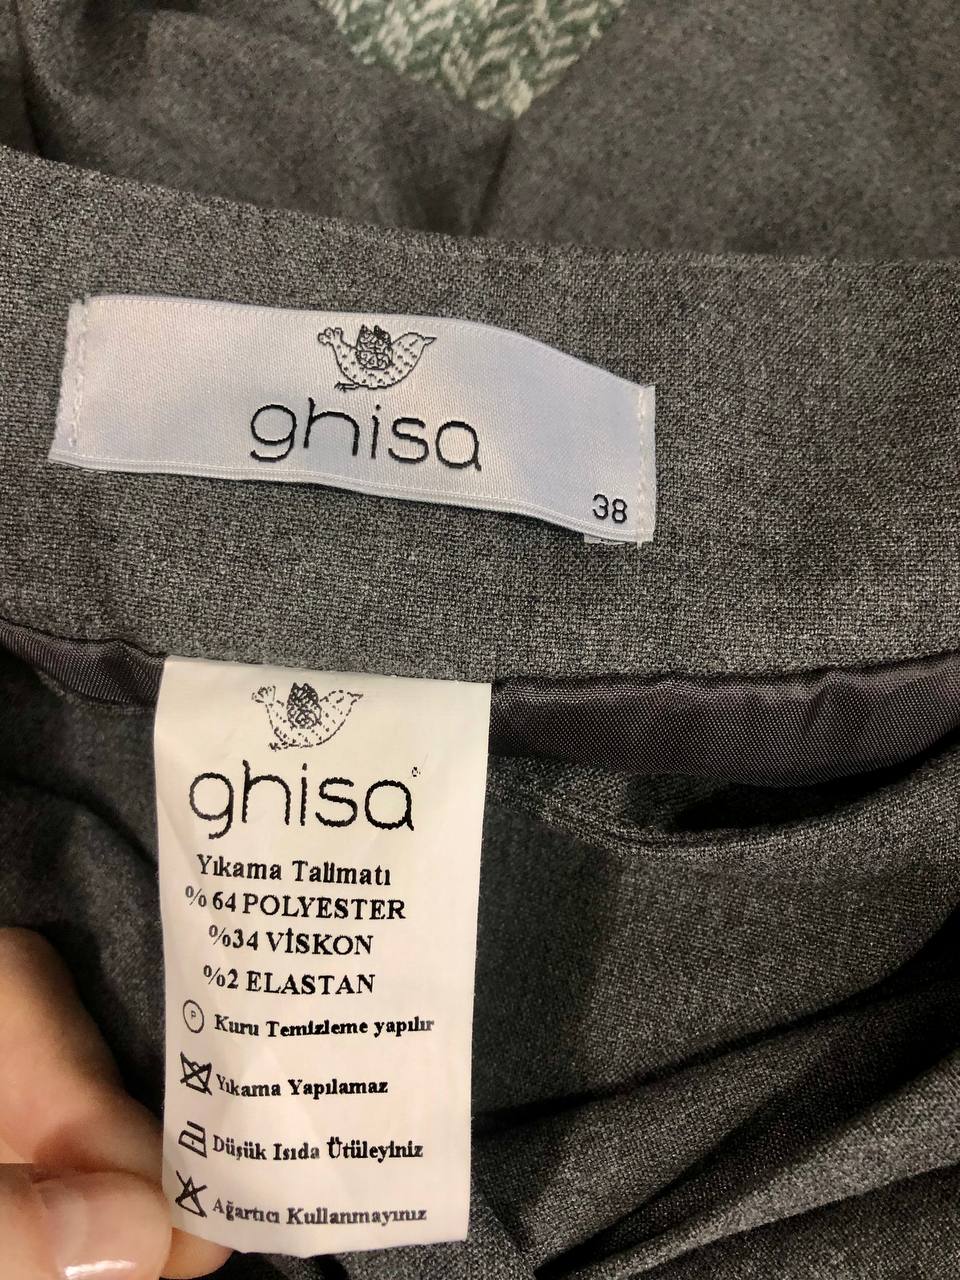 ghisa
38
ghisa
Yıkama Talimatı
% 64 POLYESTER
%34 VİSKON
%2 ELASTAN
P Kuru Temizleme yapılır
Yıkama Yapılamaz
Düşük Isıda Ütüleyiniz
Ağartıcı Kullanmayınız